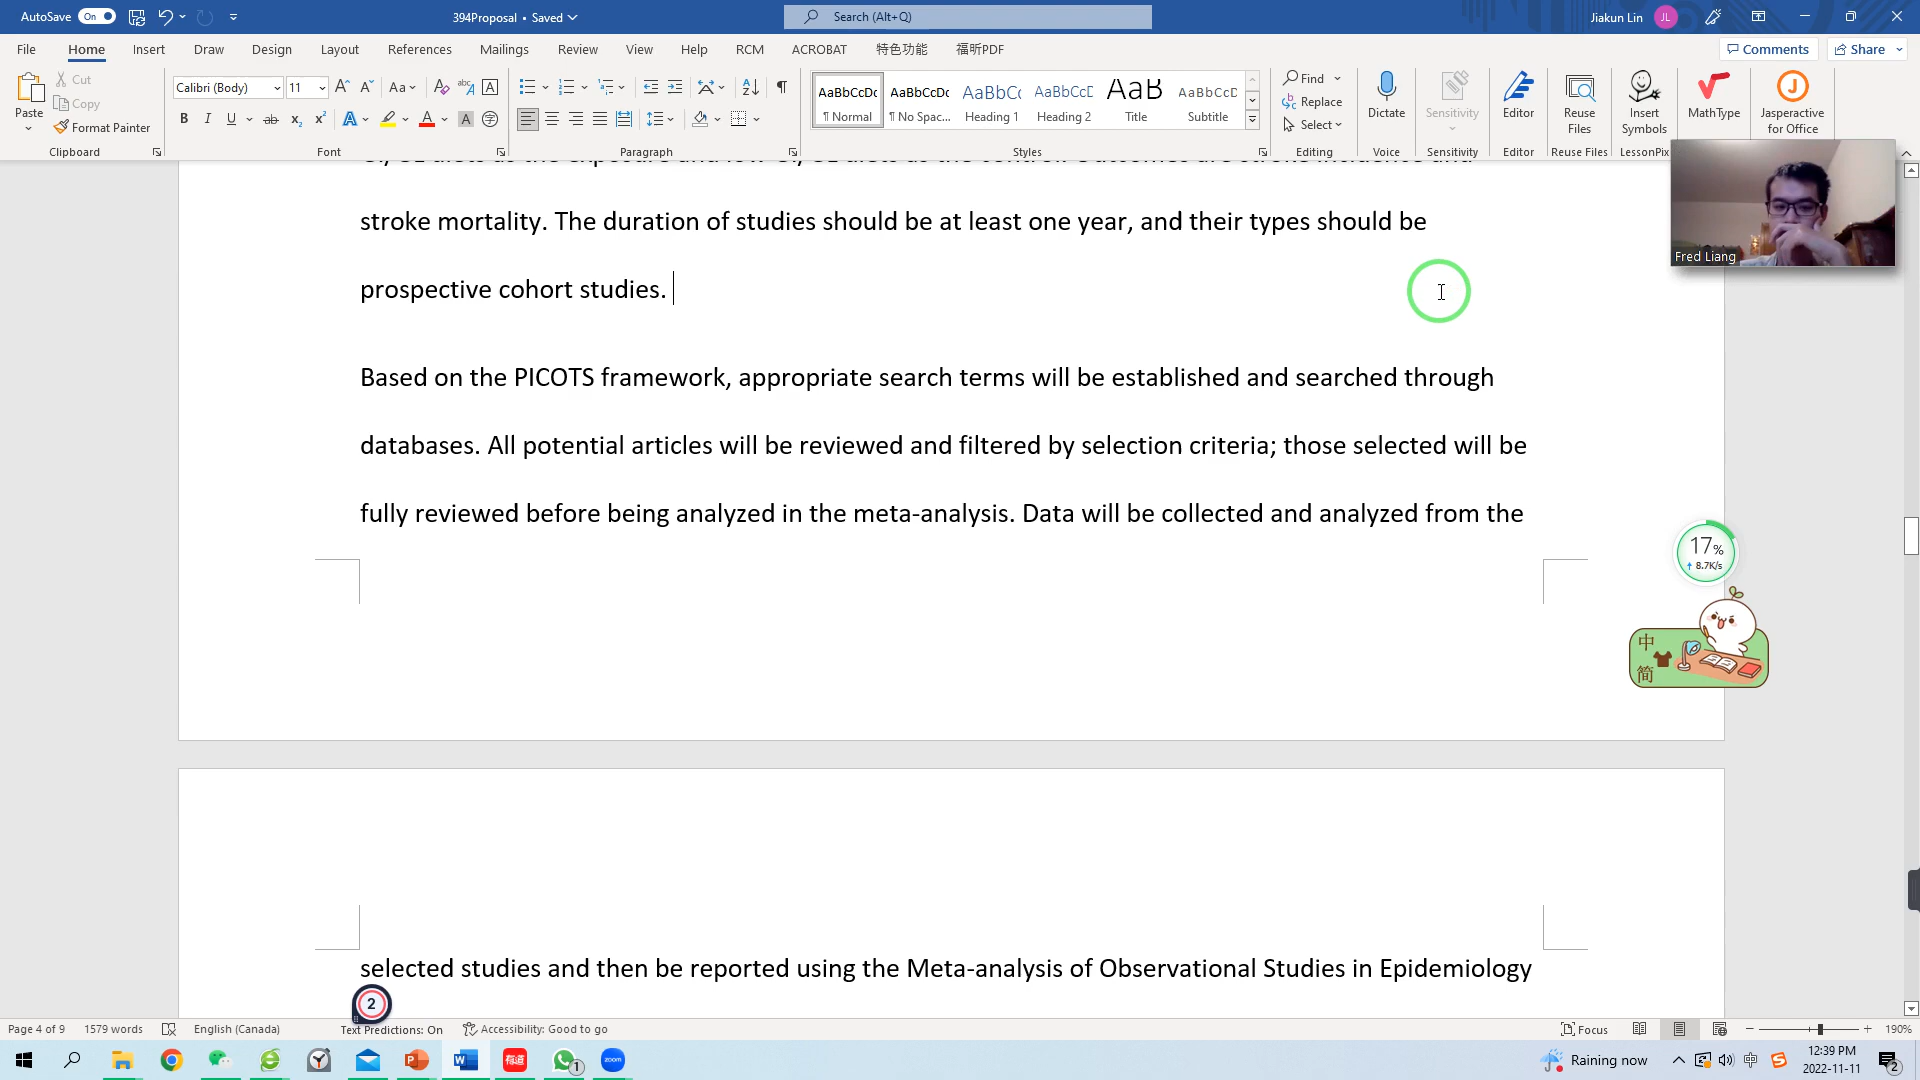 AutoSave On 394Proposal • Saved Search (Alt+Q) Jiakun Lin JL
File Home Insert Draw Design Layout References Mailings Review View Help RCM ACROBAT 特色功能 福昕PDF Comments Share
Paste Cut Copy Format Painter Clipboard
Calibri (Body) 11 Font
Paragraph
AaBbCcDc ¶ Normal AaBbCcDc ¶ No Spac... AaBbC Heading 1 AaBbCcC Heading 2 AaB Title AaBbCcD Subtitle Styles
Find Replace Select Editing
Dictate Voice
Sensitivity Sensitivity
Editor Editor
Reuse Files Reuse Files
Insert Symbols LessonPix
MathType
Jasperactive for Office
Fred Liang
stroke mortality. The duration of studies should be at least one year, and their types should be
prospective cohort studies.
Based on the PICOTS framework, appropriate search terms will be established and searched through
databases. All potential articles will be reviewed and filtered by selection criteria; those selected will be
fully reviewed before being analyzed in the meta-analysis. Data will be collected and analyzed from the
17%
8.7K/s
中
简
selected studies and then be reported using the Meta-analysis of Observational Studies in Epidemiology
2
Page 4 of 9 1579 words English (Canada) Text Predictions: On Accessibility: Good to go Focus 190%
Raining now 中 12:39 PM
2022-11-11